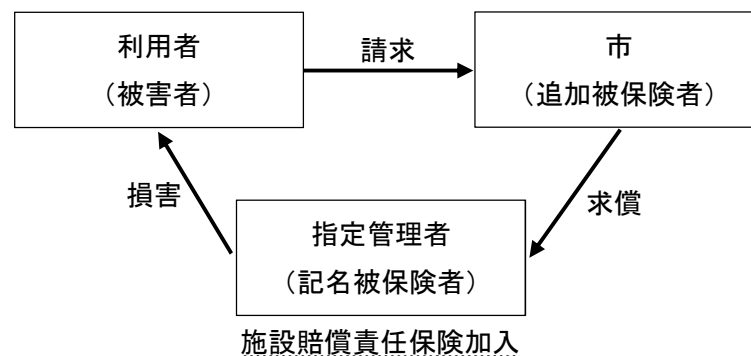 利用者
（被害者）
請求
市
（追加被保険者）
損害
求償
指定管理者
（記名被保険者）
施設賠償責任保険加入